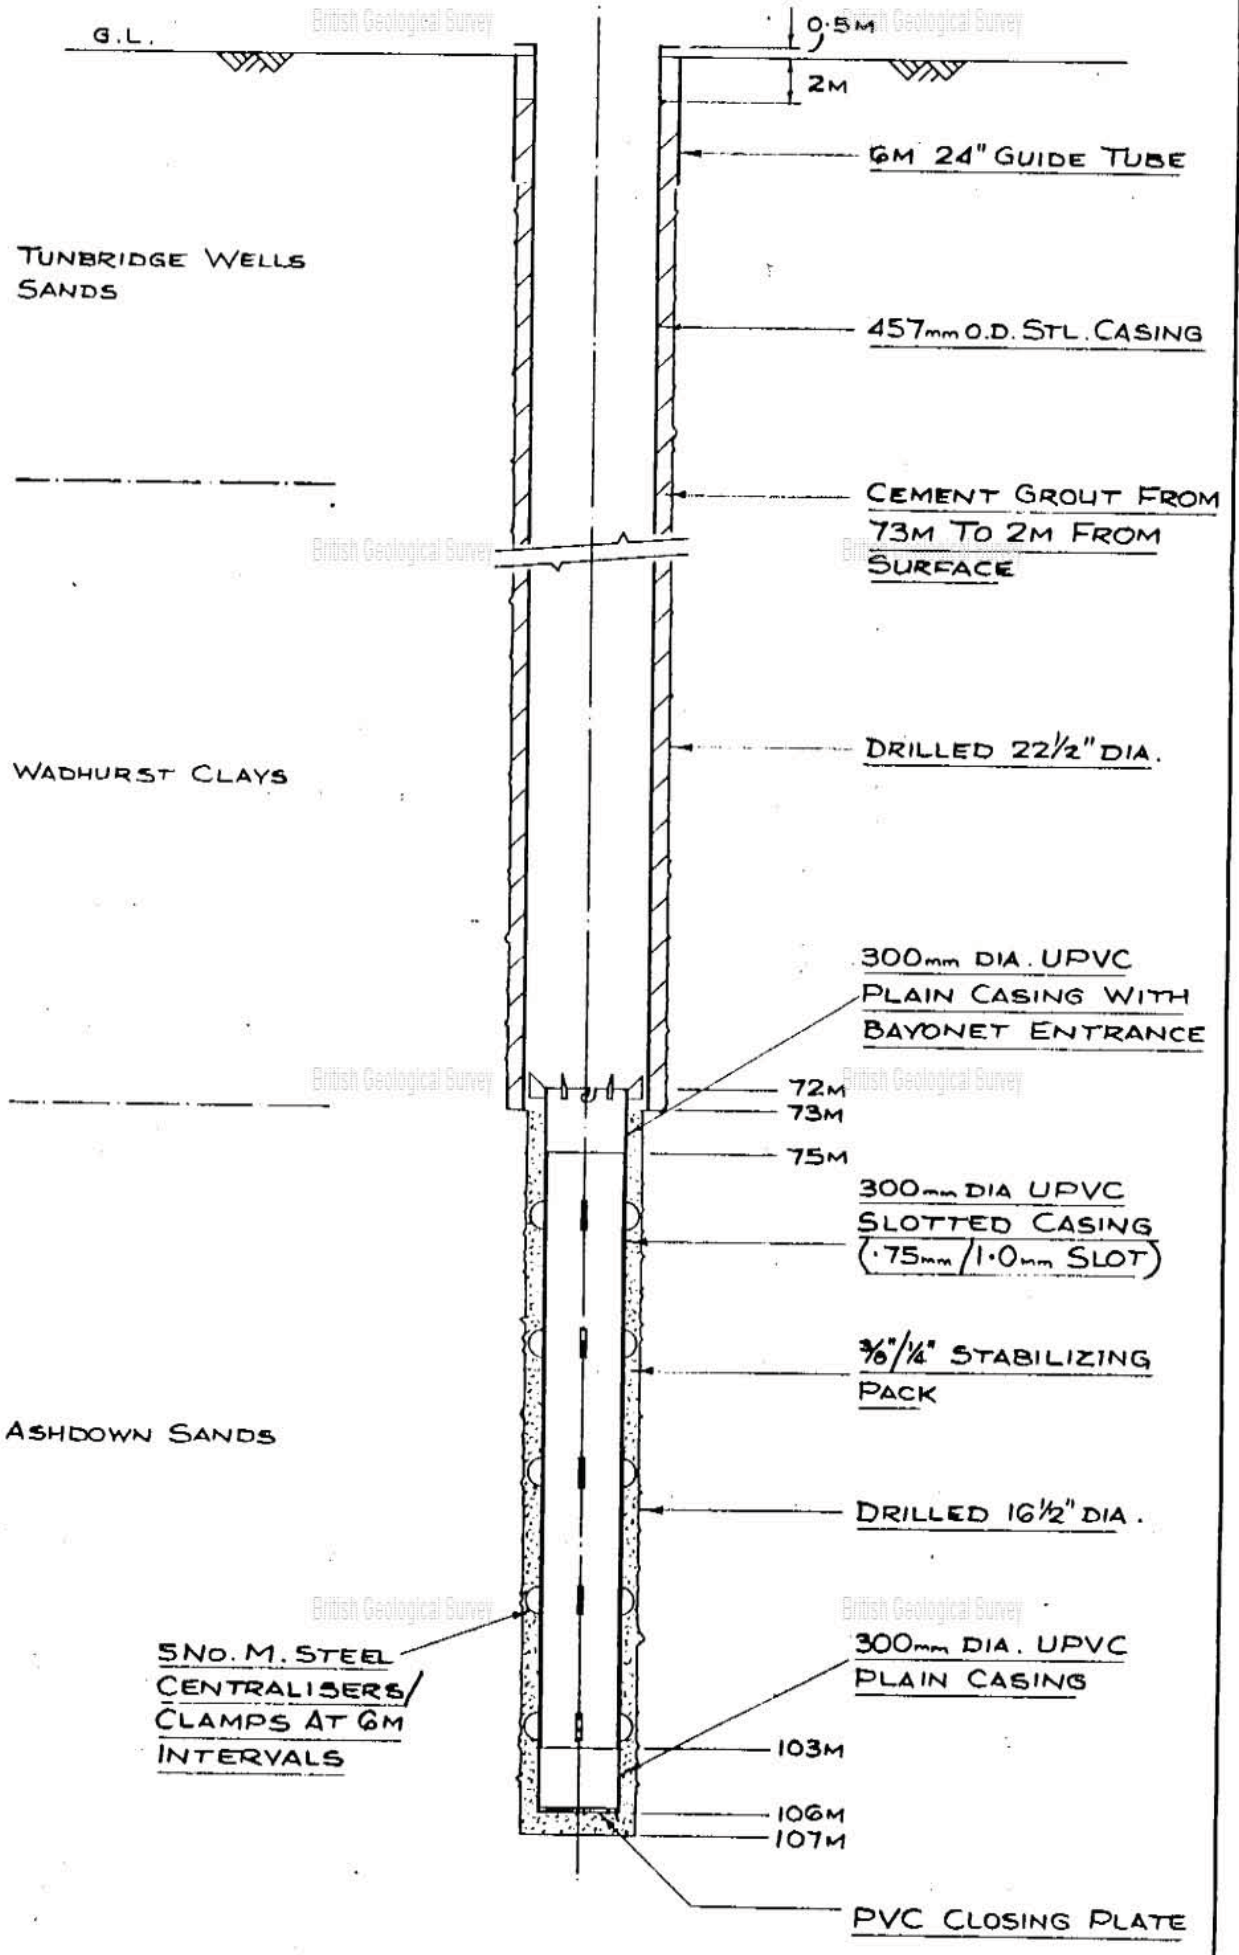 British Geological Survey
British Geological Survey
G.L.
0.5M
2M
6M 24" GUIDE TUBE
TUNBRIDGE WELLS
SANDS
457mm O.D. STL. CASING
CEMENT GROUT FROM
73M TO 2M FROM
SURFACE
British Geological Survey
British Geological Survey
DRILLED 22½" DIA.
WADHURST CLAYS
300mm DIA. UPVC
PLAIN CASING WITH
BAYONET ENTRANCE
British Geological Survey
British Geological Survey
72M
73M
75M
300mm DIA UPVC
SLOTTED CASING
(.75mm/1.0mm SLOT)
⅜"/¼" STABILIZING
PACK
ASHDOWN SANDS
DRILLED 16½" DIA.
British Geological Survey
British Geological Survey
5NO. M. STEEL
CENTRALISERS/
CLAMPS AT 6M
INTERVALS
300mm DIA. UPVC
PLAIN CASING
103M
106M
107M
PVC CLOSING PLATE